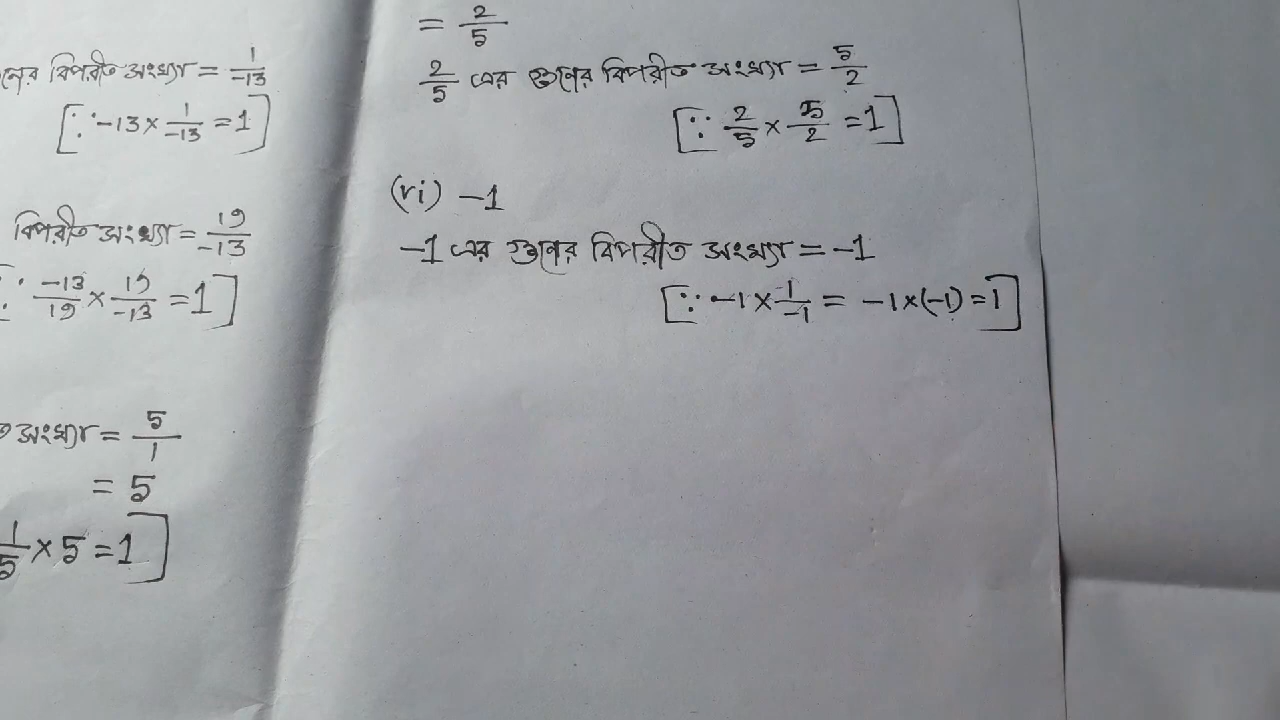 বিপরীত সংখ্যা = 1/-13
[∵ -13 × 1/-13 = 1]
বিপরীত সংখ্যা = 19/-13
∵ -13/19 × 19/-13 = 1]
সংখ্যা = 5/1
= 5
1/5 × 5 = 1]
= 2/5
2/5 এর গুনের বিপরীত সংখ্যা = 5/2
[∵ 2/5 × 5/2 = 1]
(vi) -1
-1 এর গুনের বিপরীত সংখ্যা = -1
[∵ -1 × 1/-1 = -1 × (-1) = 1]